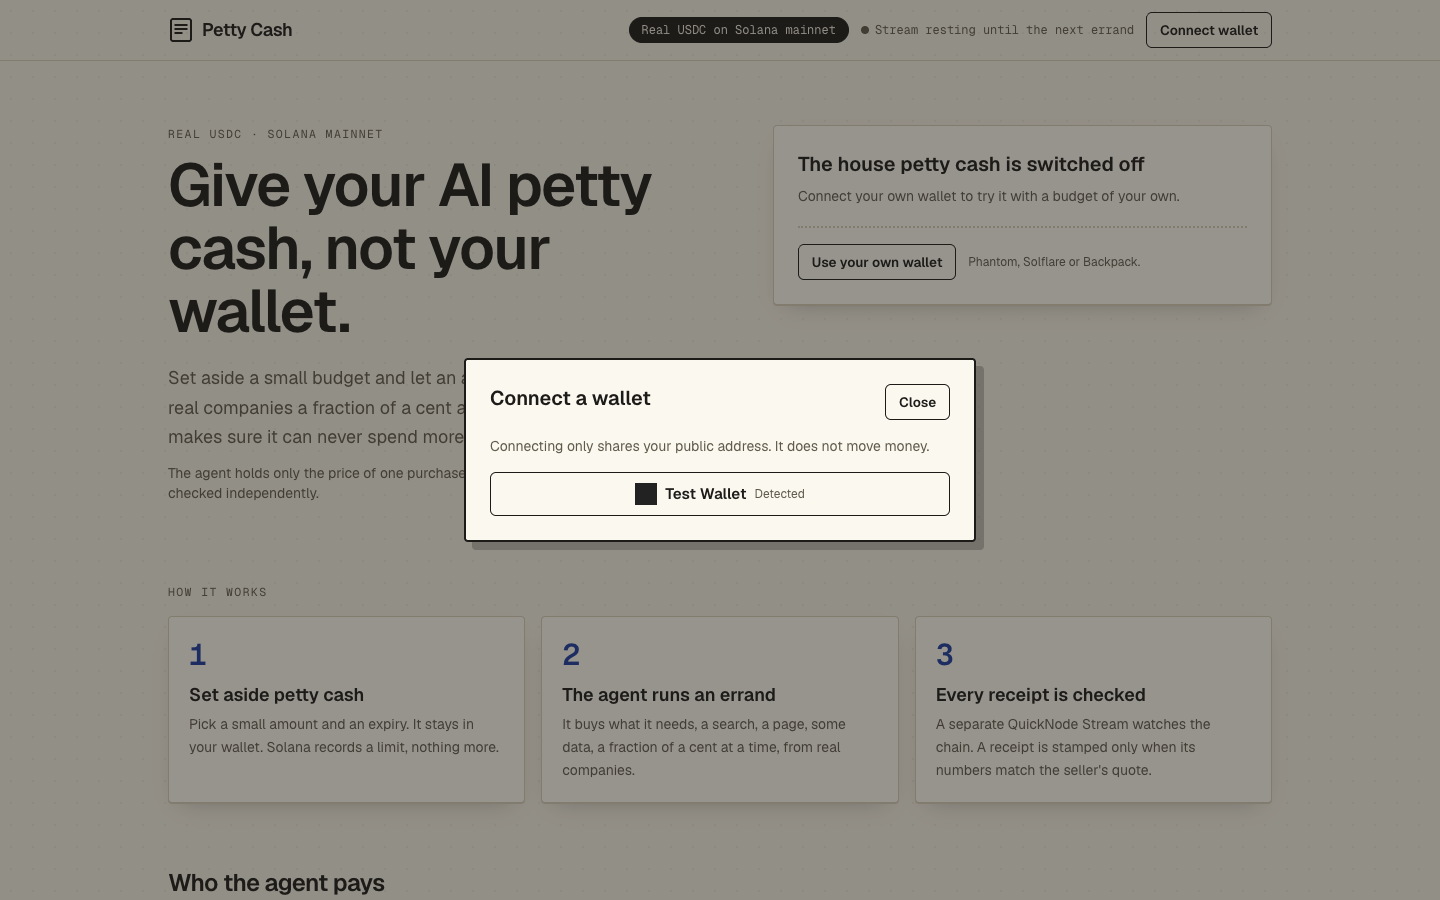 Petty Cash
Real USDC on Solana mainnet
Stream resting until the next errand
Connect wallet
REAL USDC · SOLANA MAINNET
Give your AI petty
cash, not your
wallet.
Set aside a small budget and let an
real companies a fraction of a cent
makes sure it can never spend more
The agent holds only the price of one purchase
checked independently.
The house petty cash is switched off
Connect your own wallet to try it with a budget of your own.
Use your own wallet
Phantom, Solflare or Backpack.
Connect a wallet
Close
Connecting only shares your public address. It does not move money.
Test Wallet
Detected
HOW IT WORKS
1
Set aside petty cash
Pick a small amount and an expiry. It stays in
your wallet. Solana records a limit, nothing more.
2
The agent runs an errand
It buys what it needs, a search, a page, some
data, a fraction of a cent at a time, from real
companies.
3
Every receipt is checked
A separate QuickNode Stream watches the
chain. A receipt is stamped only when its
numbers match the seller's quote.
Who the agent pays